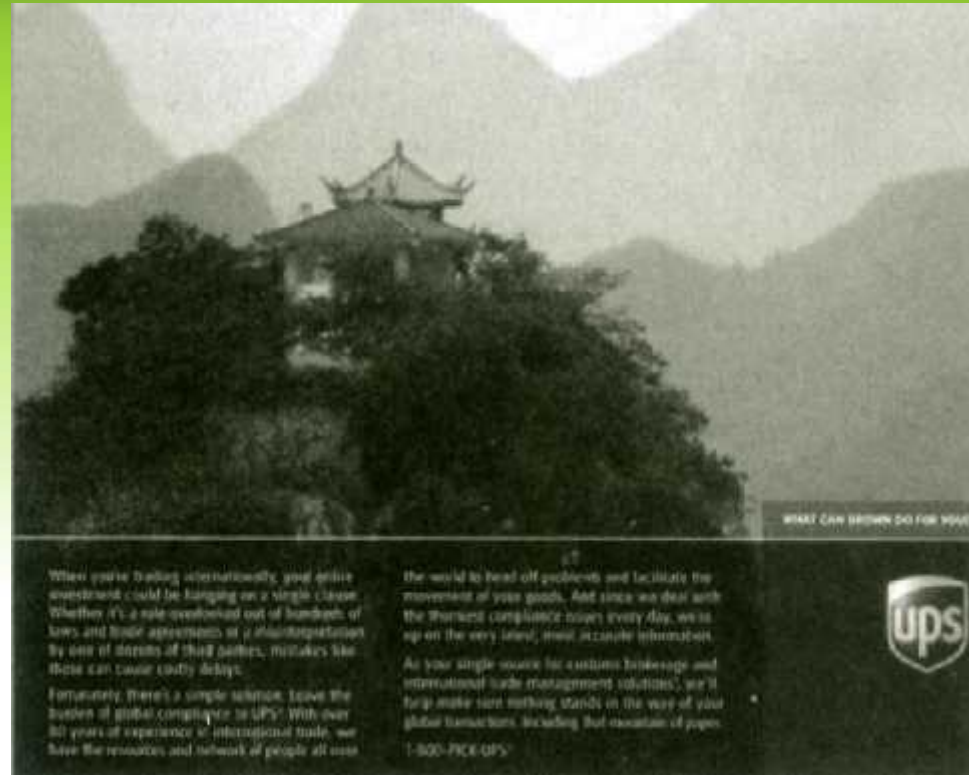 WHAT CAN BROWN DO FOR YOU?
When you're trading internationally, your entire
investment could be hanging on a single clause.
Whether it's a rule overlooked out of hundreds of
laws and trade agreements or a misinterpretation
by one of dozens of third parties, mistakes like
these can cause costly delays.
Fortunately, there's a simple solution. Leave the
burden of global compliance to UPS. With over
80 years of experience in international trade, we
have the resources and network of people all over
the world to head off problems and facilitate the
movement of your goods. And since we deal with
the thorniest compliance issues every day, we're
up on the very latest, most accurate information.
As your single source for customs brokerage and
international trade management solutions, we'll
help make sure nothing stands in the way of your
global transactions. Including that mountain of paper.
1-800-PICK-UPS
ups